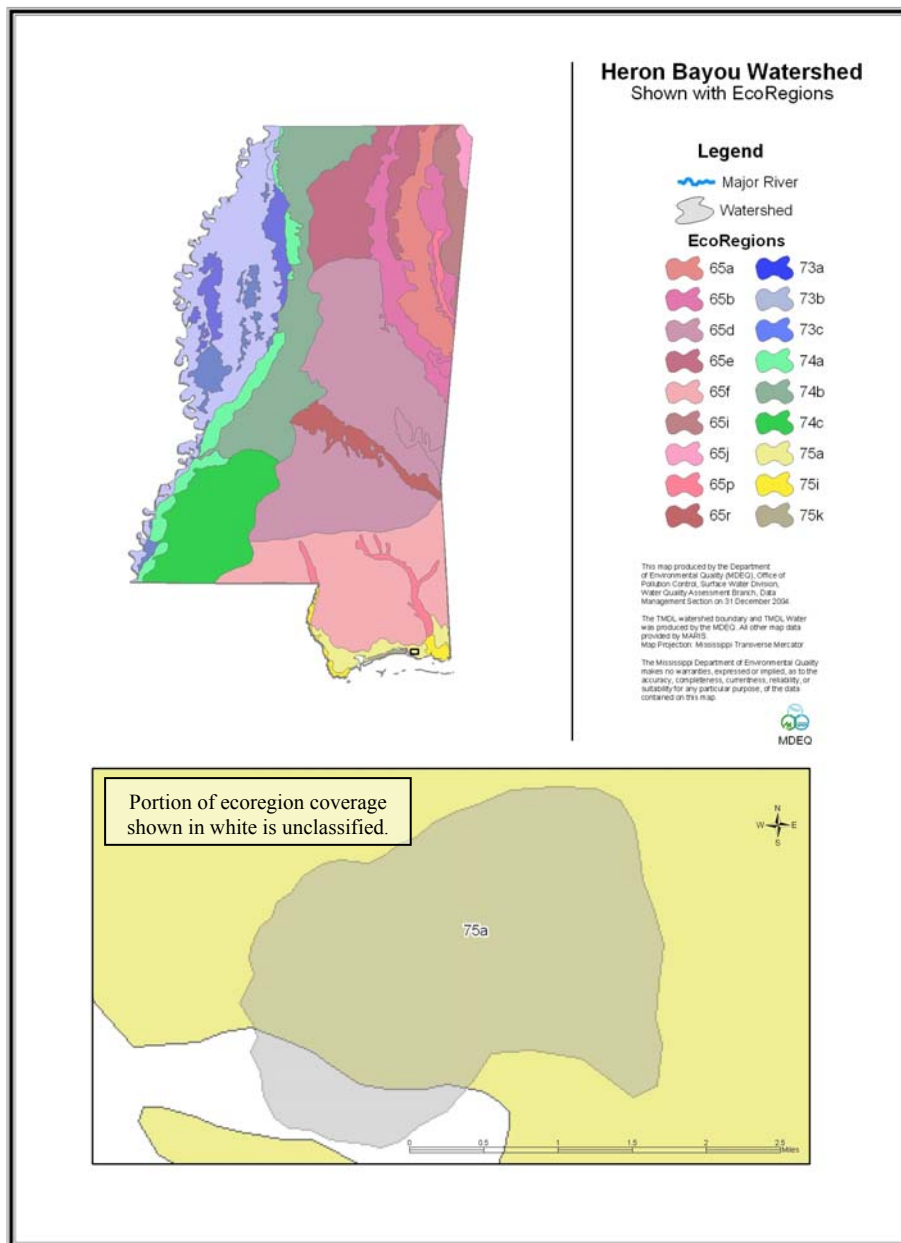 Heron Bayou Watershed
Shown with EcoRegions
Legend
Major River
Watershed
EcoRegions
65a
65b
65d
65e
65f
65i
65j
65p
65r
73a
73b
73c
74a
74b
74c
75a
75i
75k
This map produced by the Department
of Environmental Quality (MDEQ), Office of
Pollution Control, Surface Water Division,
Water Quality Assessment Branch, Data
Management Section on 31 December 2004.
The TMDL watershed boundary and TMDL Water
was produced by the MDEQ. All other map data
provided by MARIS.
Map Projection: Mississippi Transverse Mercator
The Mississippi Department of Environmental Quality
makes no warranties, expressed or implied, as to the
accuracy, completeness, currentness, reliability, or
suitability for any particular purpose, of the data
contained on this map.
MDEQ
Portion of ecoregion coverage
shown in white is unclassified.
N
W E
S
75a
0 0.5 1 1.5 2 2.5
Miles